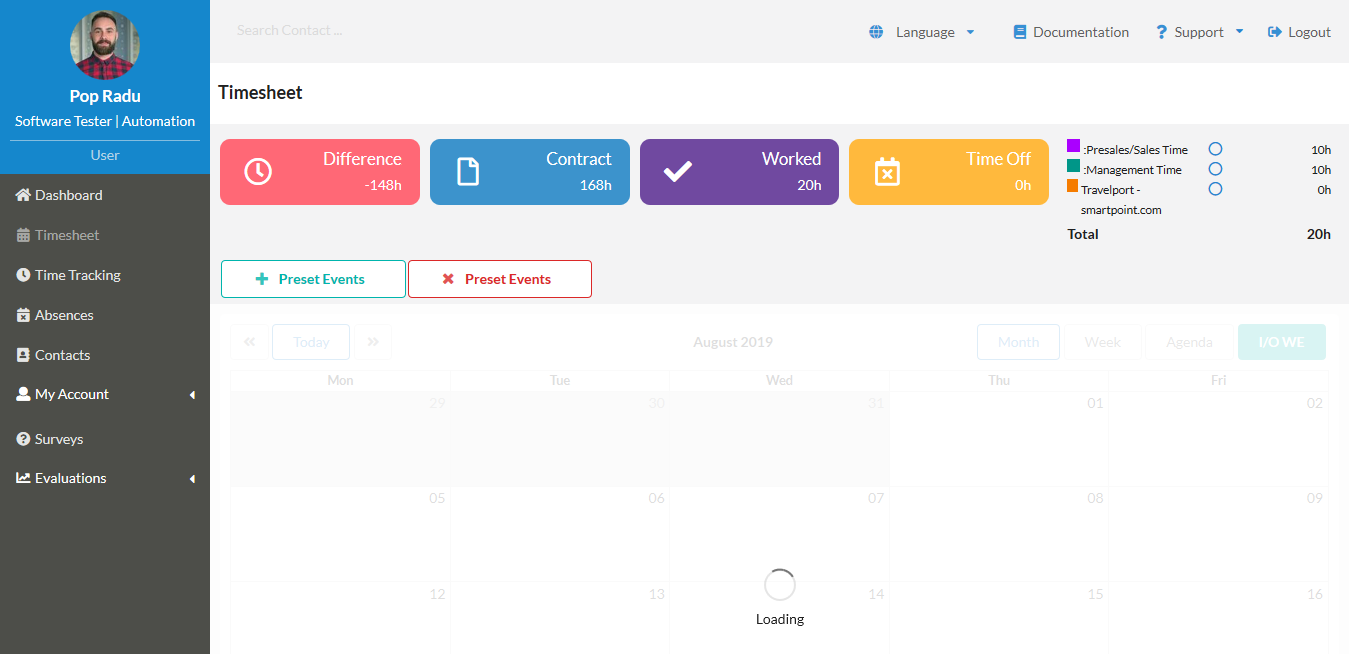 Pop Radu
Software Tester | Automation
User
Dashboard
Timesheet
Time Tracking
Absences
Contacts
My Account
Surveys
Evaluations
Search Contact ...
Language
Documentation
Support
Logout
Timesheet
Difference
-148h
Contract
168h
Worked
20h
Time Off
0h
:Presales/Sales Time 10h
:Management Time 10h
Travelport - 0h
smartpoint.com
Total 20h
Preset Events
Preset Events
Today
August 2019
Month
Week
Agenda
I/O WE
Mon Tue Wed Thu Fri
29 30 31 01 02
05 06 07 08 09
12 13 14 15 16
Loading